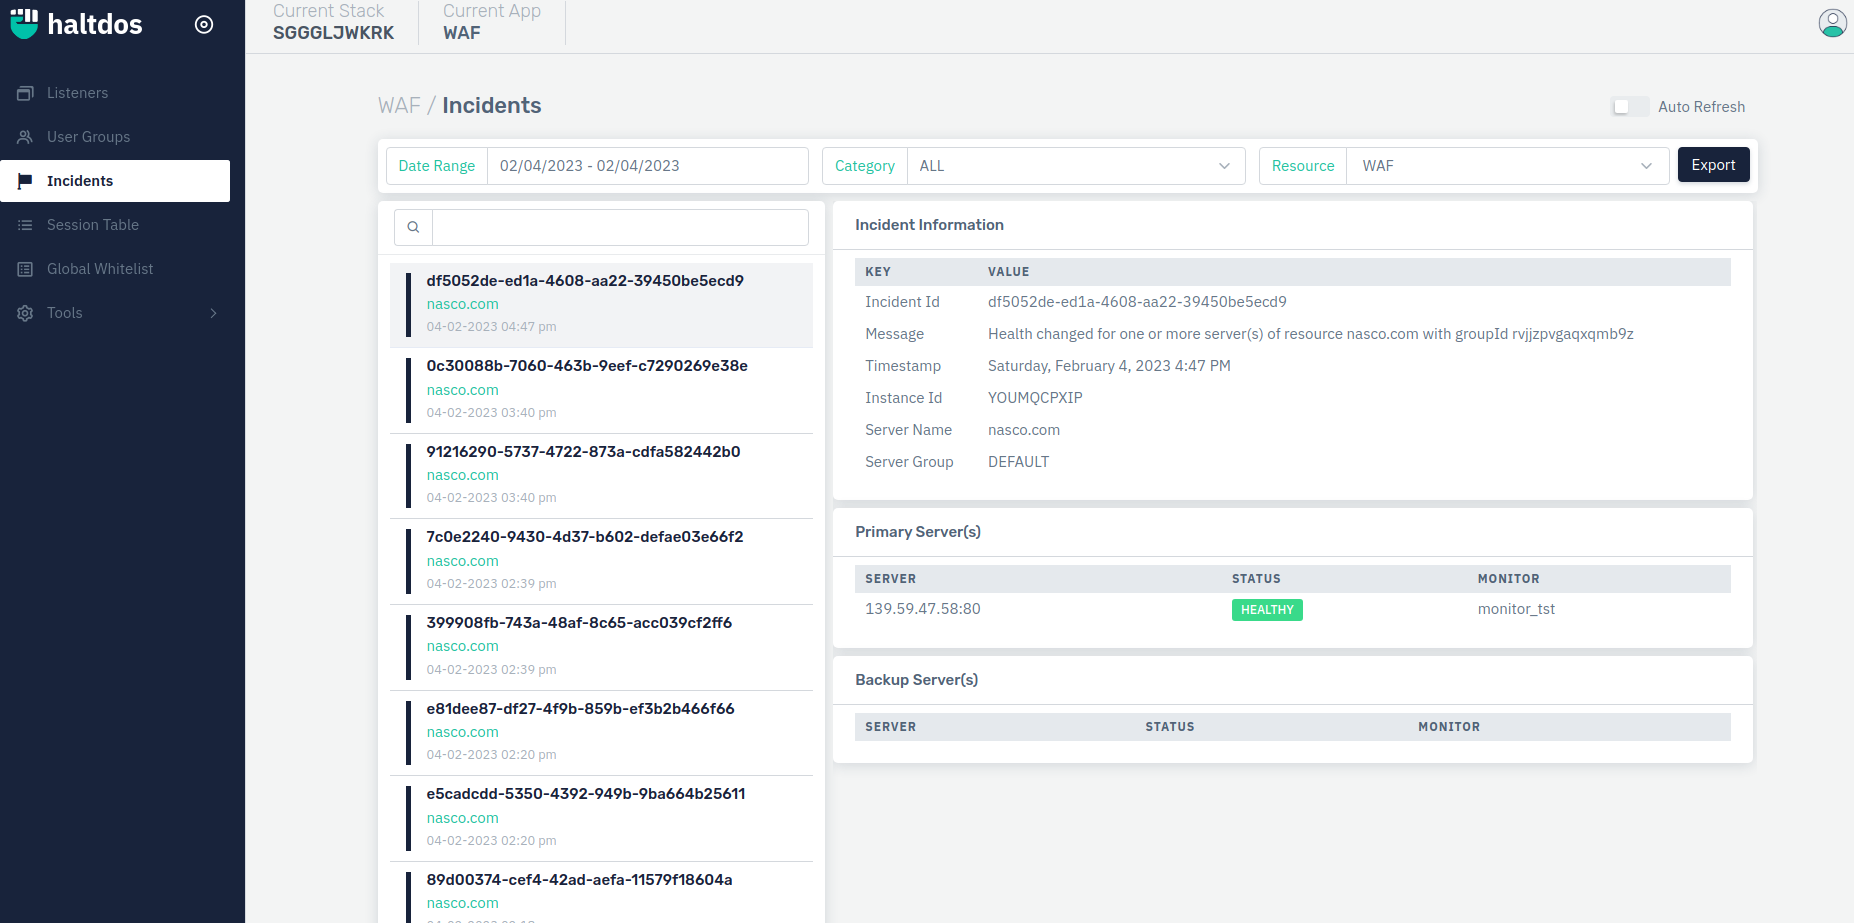 haltdos
Current Stack
SGGGLJWKRK
Current App
WAF
Listeners
User Groups
Incidents
Session Table
Global Whitelist
Tools
WAF / Incidents
Auto Refresh
Date Range 02/04/2023 - 02/04/2023
Category ALL
Resource WAF
Export
df5052de-ed1a-4608-aa22-39450be5ecd9
nasco.com
04-02-2023 04:47 pm
0c30088b-7060-463b-9eef-c7290269e38e
nasco.com
04-02-2023 03:40 pm
91216290-5737-4722-873a-cdfa582442b0
nasco.com
04-02-2023 03:40 pm
7c0e2240-9430-4d37-b602-defae03e66f2
nasco.com
04-02-2023 02:39 pm
399908fb-743a-48af-8c65-acc039cf2ff6
nasco.com
04-02-2023 02:39 pm
e81dee87-df27-4f9b-859b-ef3b2b466f66
nasco.com
04-02-2023 02:20 pm
e5cadcdd-5350-4392-949b-9ba664b25611
nasco.com
04-02-2023 02:20 pm
89d00374-cef4-42ad-aefa-11579f18604a
nasco.com
Incident Information
KEY VALUE
Incident Id df5052de-ed1a-4608-aa22-39450be5ecd9
Message Health changed for one or more server(s) of resource nasco.com with groupId rvjjzpvgaqxqmb9z
Timestamp Saturday, February 4, 2023 4:47 PM
Instance Id YOUMQCPXIP
Server Name nasco.com
Server Group DEFAULT
Primary Server(s)
SERVER STATUS MONITOR
139.59.47.58:80 HEALTHY monitor_tst
Backup Server(s)
SERVER STATUS MONITOR